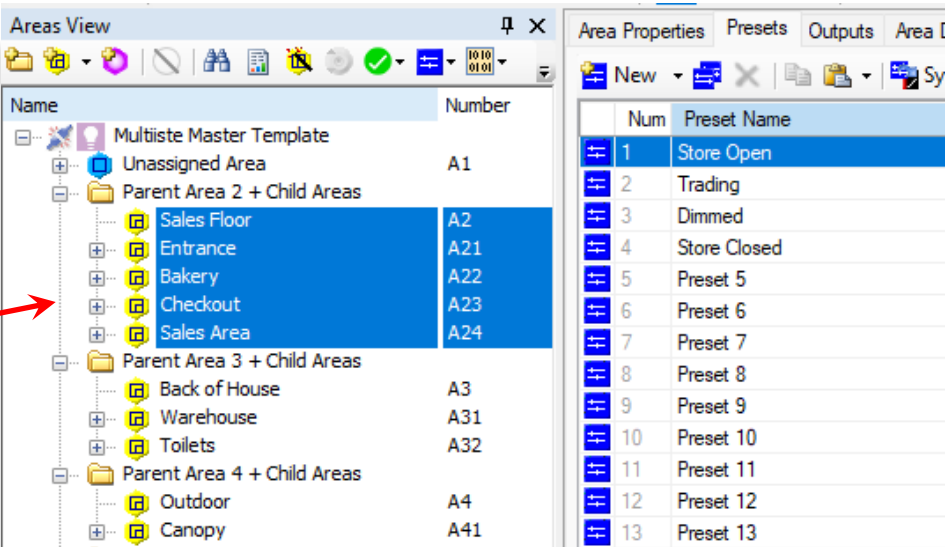 Areas View
Name Number
Multiiste Master Template
Unassigned Area A1
Parent Area 2 + Child Areas
Sales Floor A2
Entrance A21
Bakery A22
Checkout A23
Sales Area A24
Parent Area 3 + Child Areas
Back of House A3
Warehouse A31
Toilets A32
Parent Area 4 + Child Areas
Outdoor A4
Canopy A41
Area Properties Presets Outputs Area
New Sy
Num Preset Name
1 Store Open
2 Trading
3 Dimmed
4 Store Closed
5 Preset 5
6 Preset 6
7 Preset 7
8 Preset 8
9 Preset 9
10 Preset 10
11 Preset 11
12 Preset 12
13 Preset 13